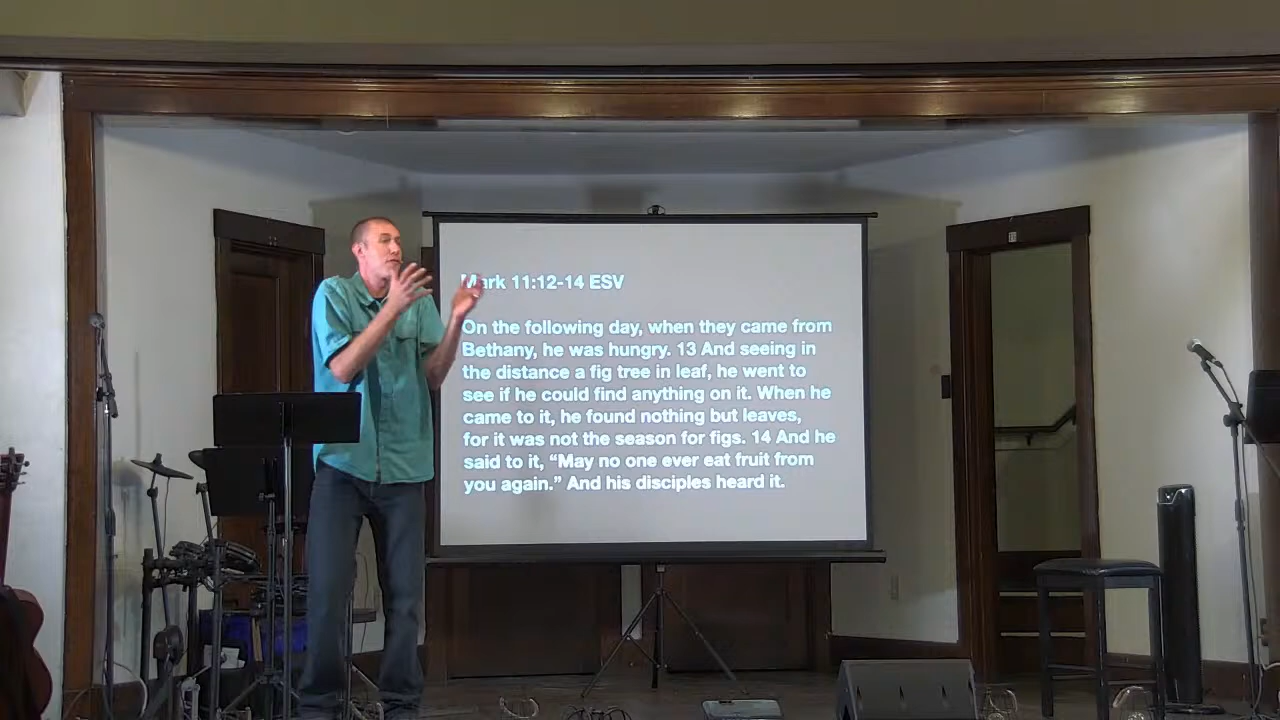 Mark 11:12-14 ESV
On the following day, when they came from
Bethany, he was hungry. 13 And seeing in
the distance a fig tree in leaf, he went to
see if he could find anything on it. When he
came to it, he found nothing but leaves,
for it was not the season for figs. 14 And he
said to it, “May no one ever eat fruit from
you again.” And his disciples heard it.